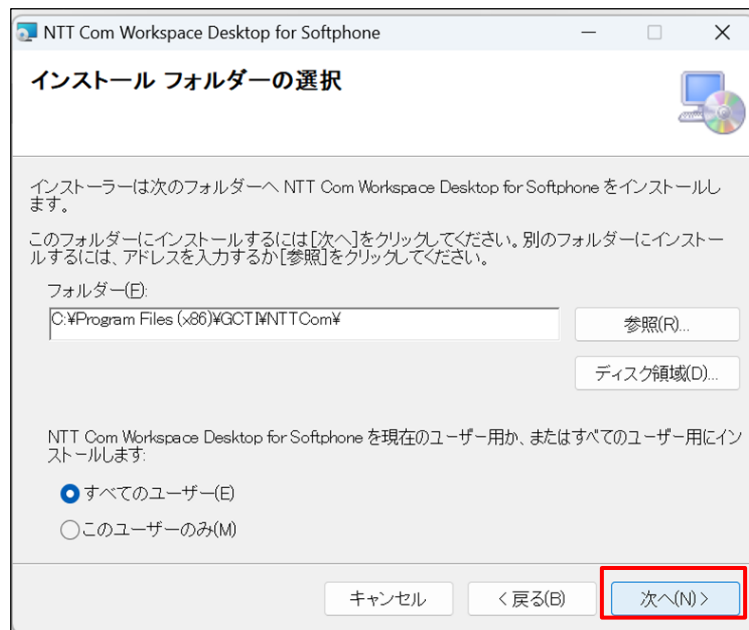 NTT Com Workspace Desktop for Softphone
インストール フォルダーの選択
インストーラーは次のフォルダーへ NTT Com Workspace Desktop for Softphone をインストールし
ます。
このフォルダーにインストールするには[次へ]をクリックしてください。別のフォルダーにインストー
ルするには、アドレスを入力するか[参照]をクリックしてください。
フォルダー(F):
C:¥Program Files (x86)¥GCTI¥NTTCom¥
参照(R)...
ディスク領域(D)...
NTT Com Workspace Desktop for Softphone を現在のユーザー用か、またはすべてのユーザー用にイン
ストールします:
すべてのユーザー(E)
このユーザーのみ(M)
キャンセル
< 戻る(B)
次へ(N) >